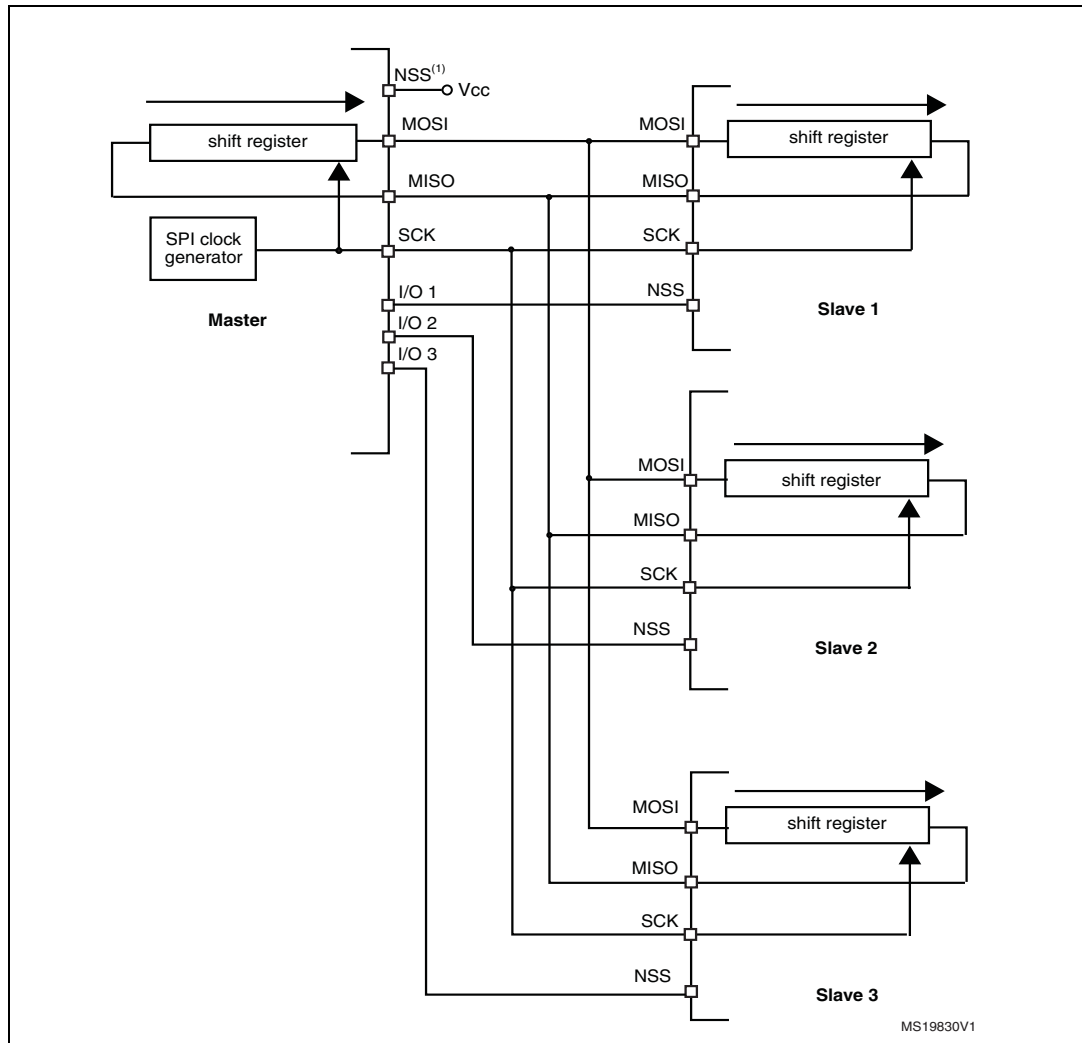 NSS(1)
Vcc
MOSI
MISO
SCK
I/O 1
I/O 2
I/O 3
shift register
SPI clock
generator
Master
MOSI
MISO
SCK
NSS
shift register
Slave 1
MOSI
MISO
SCK
NSS
shift register
Slave 2
MOSI
MISO
SCK
NSS
shift register
Slave 3
MS19830V1